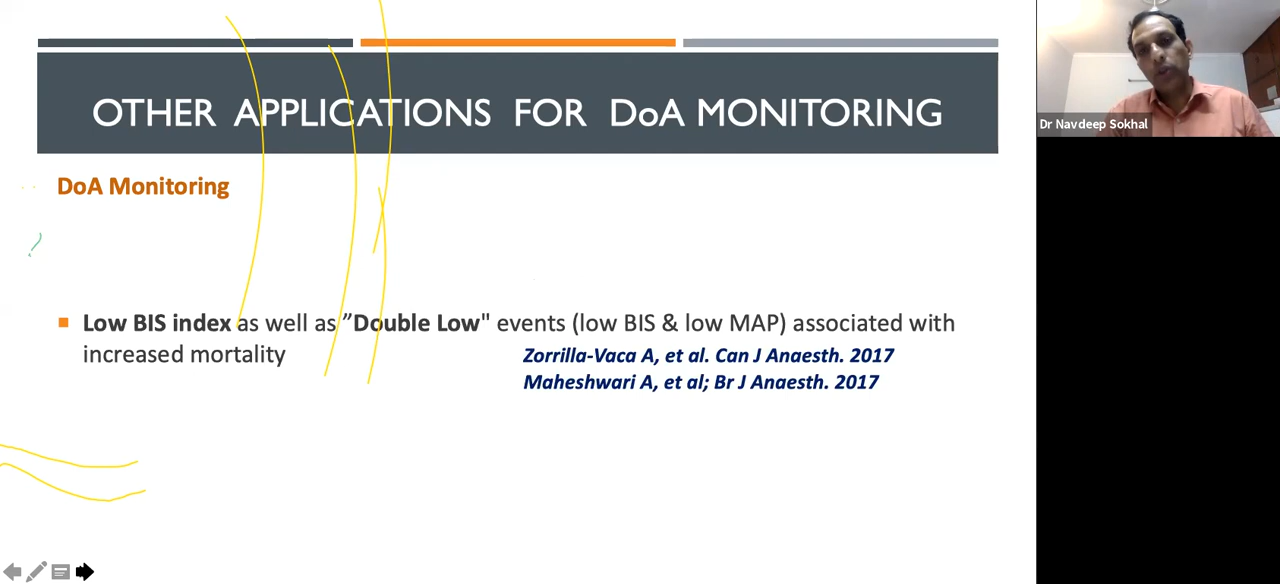 OTHER APPLICATIONS FOR DoA MONITORING
Dr Navdeep Sokhal
DoA Monitoring
?
Low BIS index as well as ”Double Low" events (low BIS & low MAP) associated with
increased mortality
Zorrilla-Vaca A, et al. Can J Anaesth. 2017
Maheshwari A, et al; Br J Anaesth. 2017